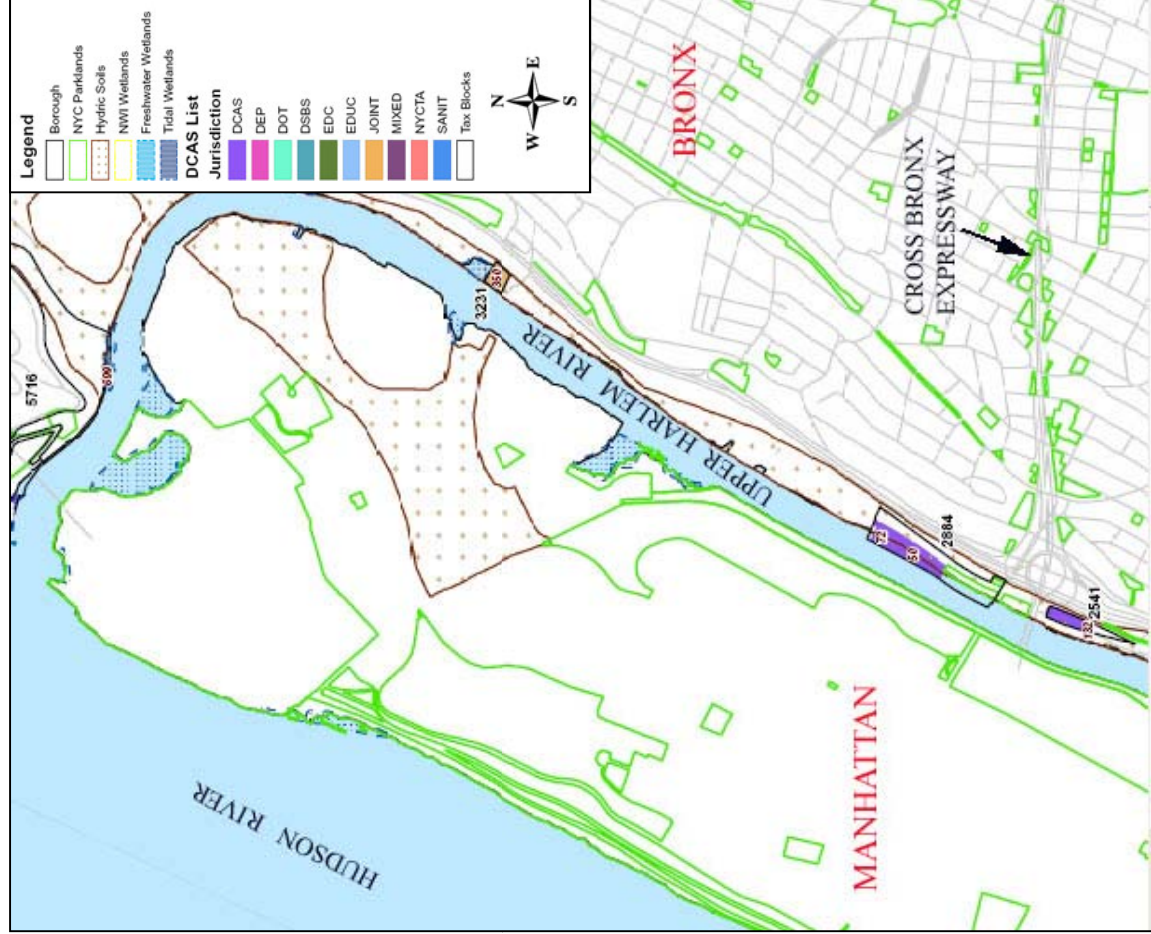 Legend
Borough
NYC Parklands
Hydric Soils
NWI Wetlands
Freshwater Wetlands
Tidal Wetlands
DCAS List
Jurisdiction
DCAS
DEP
DOT
DSBS
EDC
EDUC
JOINT
MIXED
NYCTA
SANIT
Tax Blocks
N
W
E
S
5716
600
3231
350
UPPER HARLEM RIVER
BRONX
CROSS BRONX
EXPRESSWAY
72
50
2884
132
2541
HUDSON RIVER
MANHATTAN